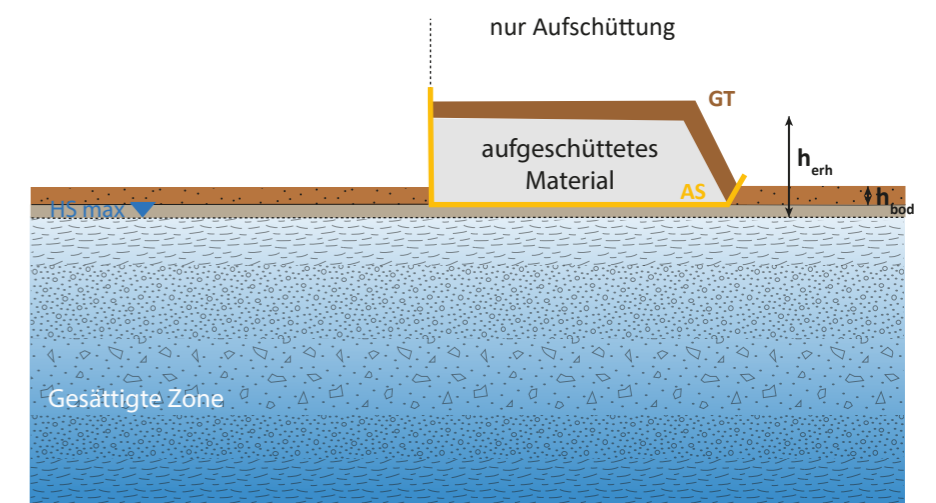 nur Aufschüttung
GT
aufgeschüttetes
Material
h erh
AS
h bod
HS max
Gesättigte Zone